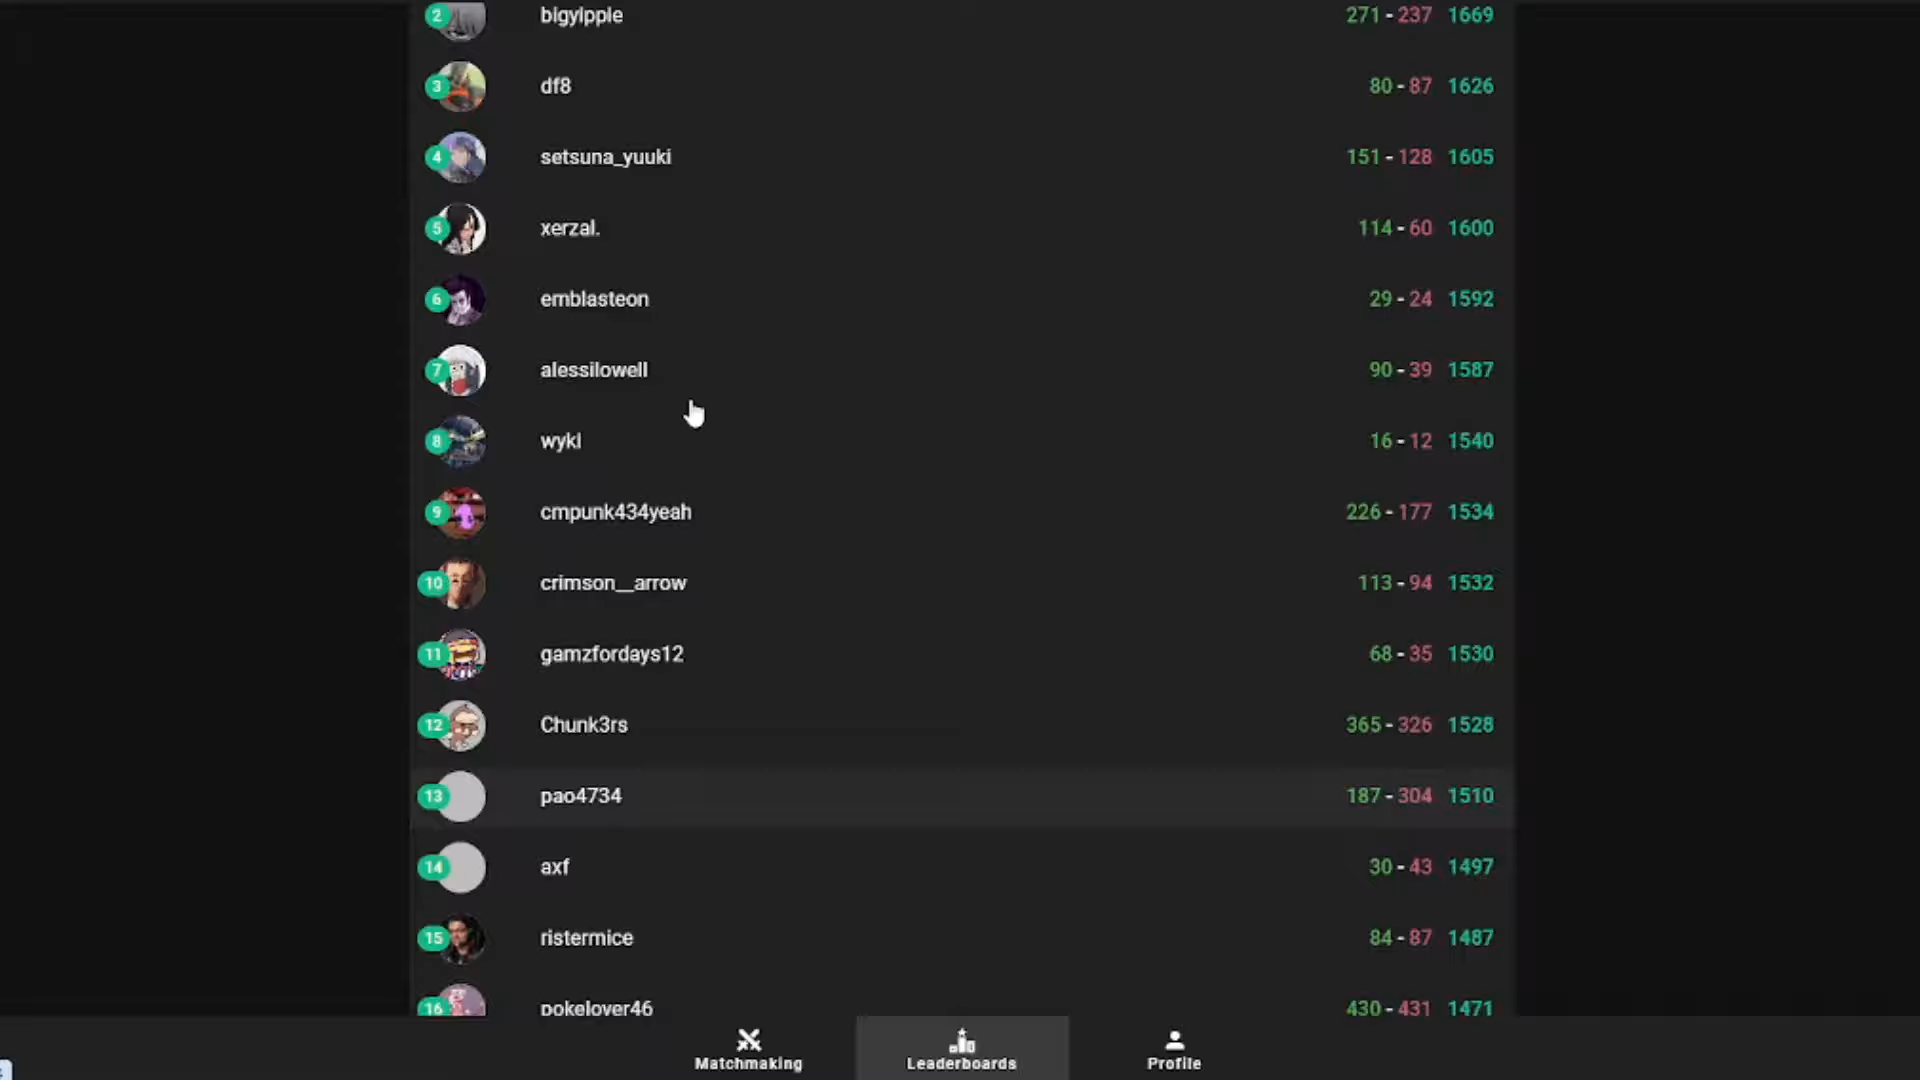 2 bigyippie 271 - 237 1669
3 df8 80 - 87 1626
4 setsuna_yuuki 151 - 128 1605
5 xerzal. 114 - 60 1600
6 emblasteon 29 - 24 1592
7 alessilowell 90 - 39 1587
8 wykl 16 - 12 1540
9 cmpunk434yeah 226 - 177 1534
10 crimson__arrow 113 - 94 1532
11 gamzfordays12 68 - 35 1530
12 Chunk3rs 365 - 326 1528
13 pao4734 187 - 304 1510
14 axf 30 - 43 1497
15 ristermice 84 - 87 1487
16 pokelover46 430 - 431 1471
Matchmaking Leaderboards Profile